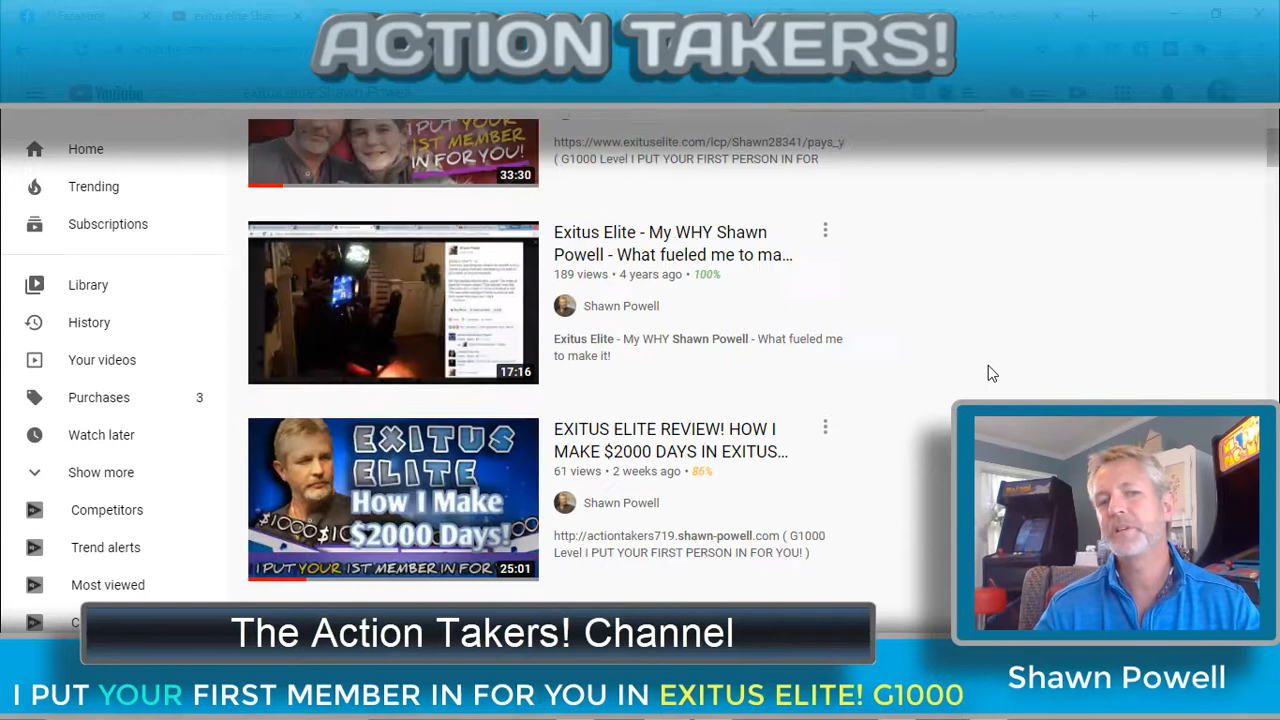 ACTION TAKERS!
YouTube
exitus elite Shawn Powell
Home
Trending
Subscriptions
Library
History
Your videos
Purchases 3
Watch later
Show more
Competitors
Trend alerts
Most viewed
I PUT YOUR
1ST MEMBER
IN FOR YOU!
33:30
https://www.exituselite.com/lcp/Shawn28341/pays_y
( G1000 Level I PUT YOUR FIRST PERSON IN FOR
17:16
Exitus Elite - My WHY Shawn
Powell - What fueled me to ma...
189 views • 4 years ago • 100%
Shawn Powell
Exitus Elite - My WHY Shawn Powell - What fueled me
to make it!
EXITUS
ELITE
How I Make
$2000 Days!
I PUT YOUR 1ST MEMBER IN FOR
25:01
EXITUS ELITE REVIEW! HOW I
MAKE $2000 DAYS IN EXITUS...
61 views • 2 weeks ago • 86%
Shawn Powell
http://actiontakers719.shawn-powell.com ( G1000
Level I PUT YOUR FIRST PERSON IN FOR YOU! )
The Action Takers! Channel
Shawn Powell
I PUT YOUR FIRST MEMBER IN FOR YOU IN EXITUS ELITE! G1000